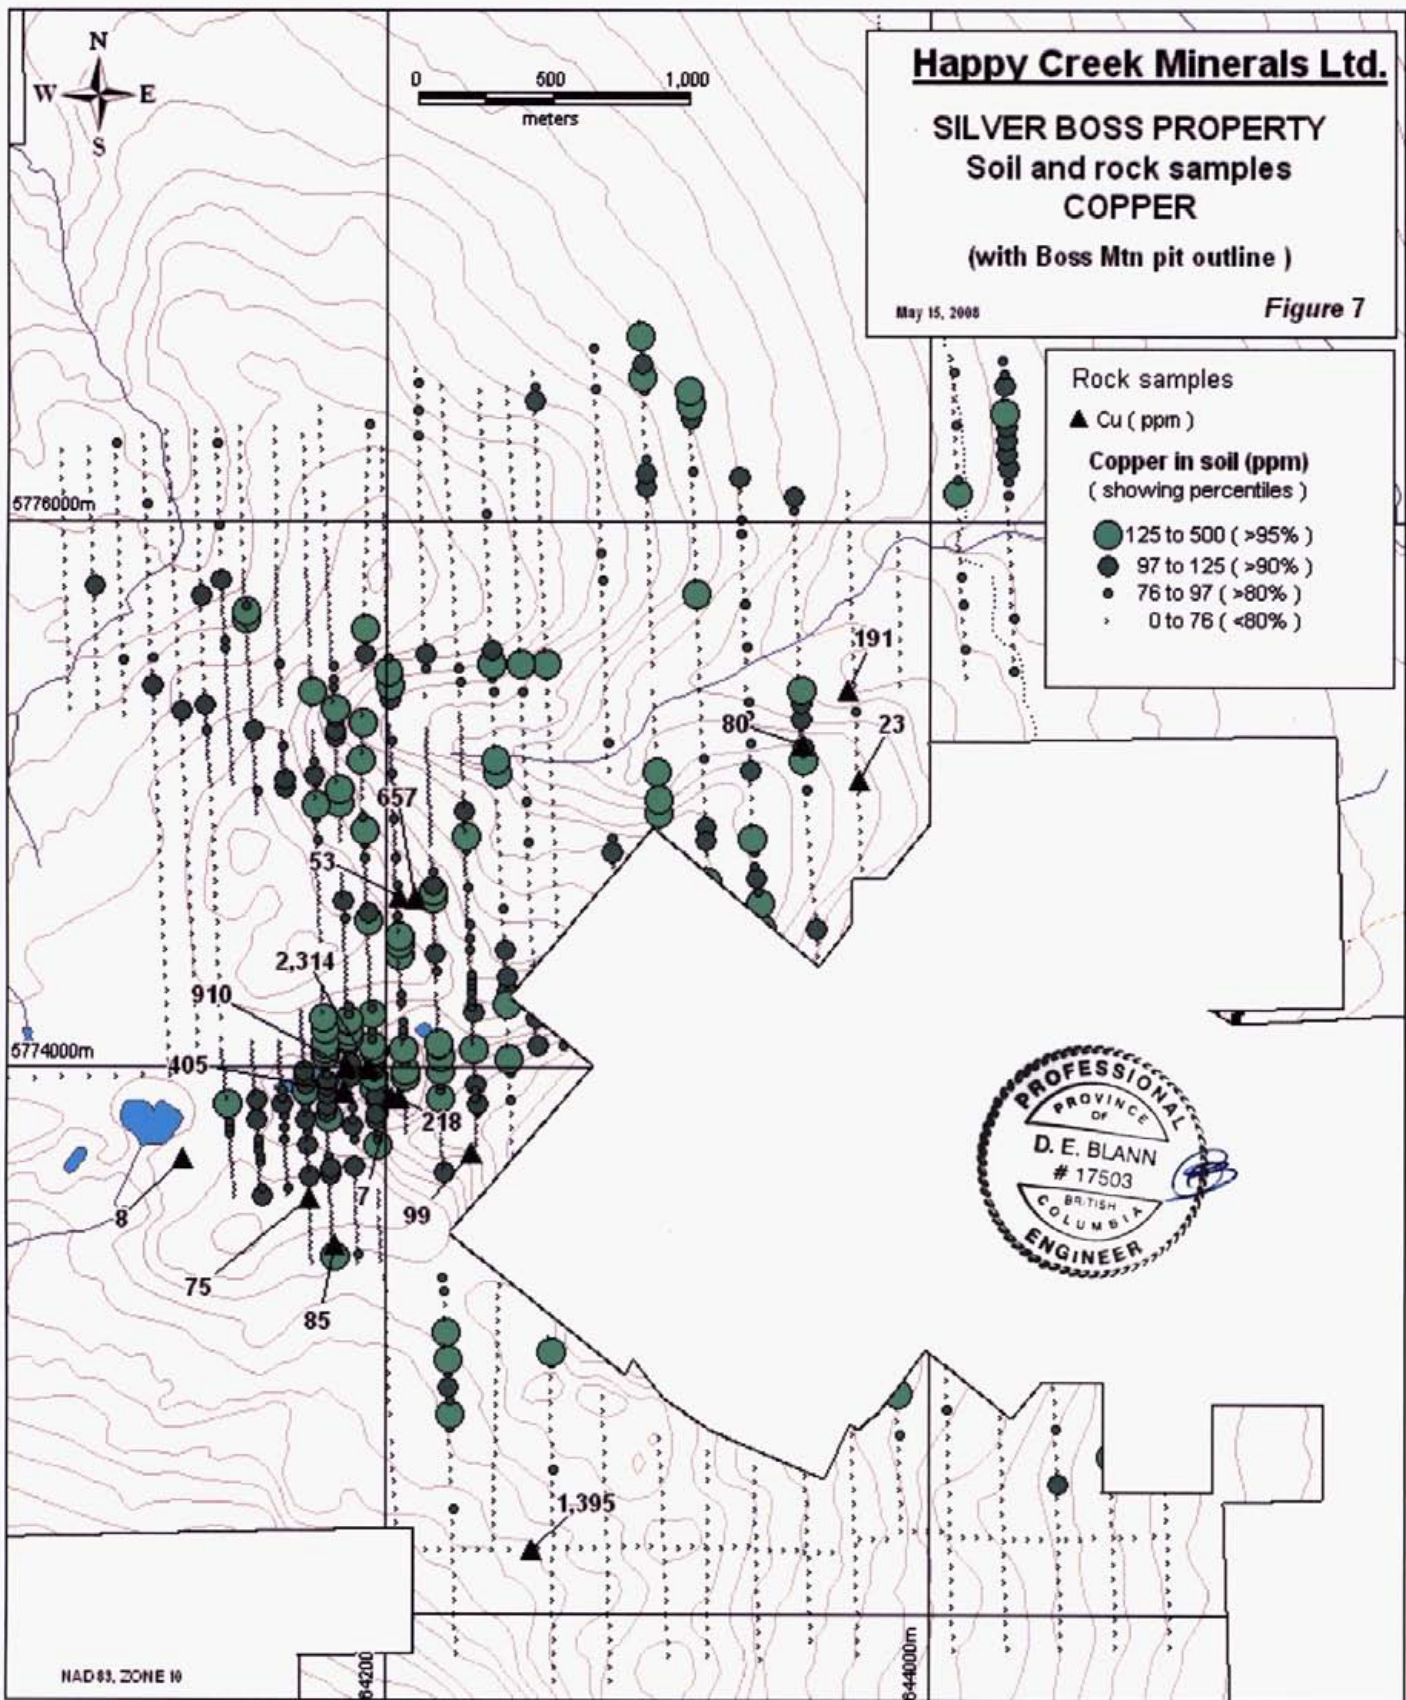 N
W E
S
0 500 1,000
meters
Happy Creek Minerals Ltd.
SILVER BOSS PROPERTY
Soil and rock samples
COPPER
(with Boss Mtn pit outline )
May 15, 2008
Figure 7
Rock samples
Cu ( ppm )
Copper in soil (ppm)
( showing percentiles )
125 to 500 ( >95% )
97 to 125 ( >90% )
76 to 97 ( >80% )
0 to 76 ( <80% )
5776000m
191
80
23
657
53
2,314
910
5774000m
405
218
8
7
99
75
85
1,395
PROFESSIONAL
PROVINCE
OF
D. E. BLANN
# 17503
BRITISH
COLUMBIA
ENGINEER
NAD 83, ZONE 10
64200
644000m